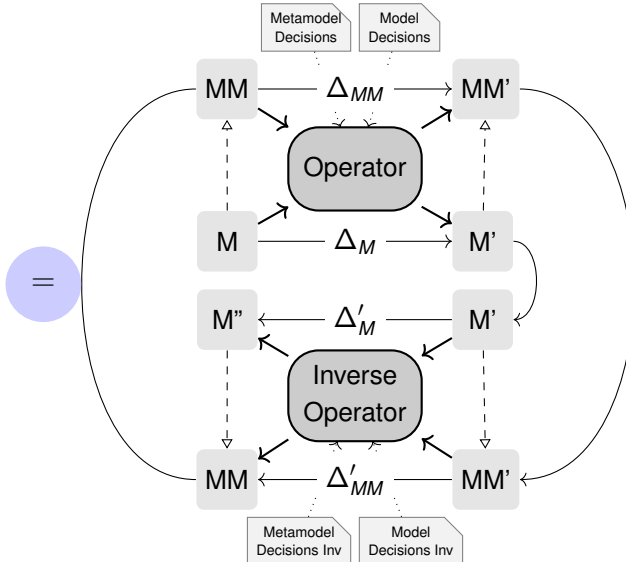 Metamodel
Decisions
Model
Decisions
MM
Δ_MM
MM'
Operator
M
Δ_M
M'
=
M"
Δ′_M
M'
Inverse
Operator
MM
Δ′_MM
MM'
Metamodel
Decisions Inv
Model
Decisions Inv